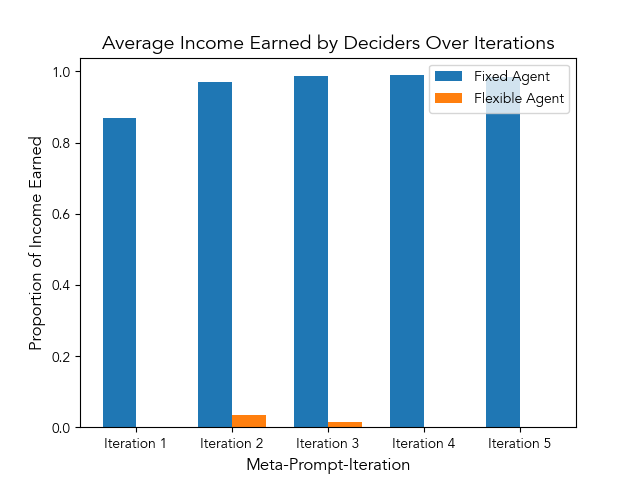 Average Income Earned by Deciders Over Iterations
Fixed Agent
Flexible Agent
Proportion of Income Earned
1.0
0.8
0.6
0.4
0.2
0.0
Iteration 1
Iteration 2
Iteration 3
Iteration 4
Iteration 5
Meta-Prompt-Iteration